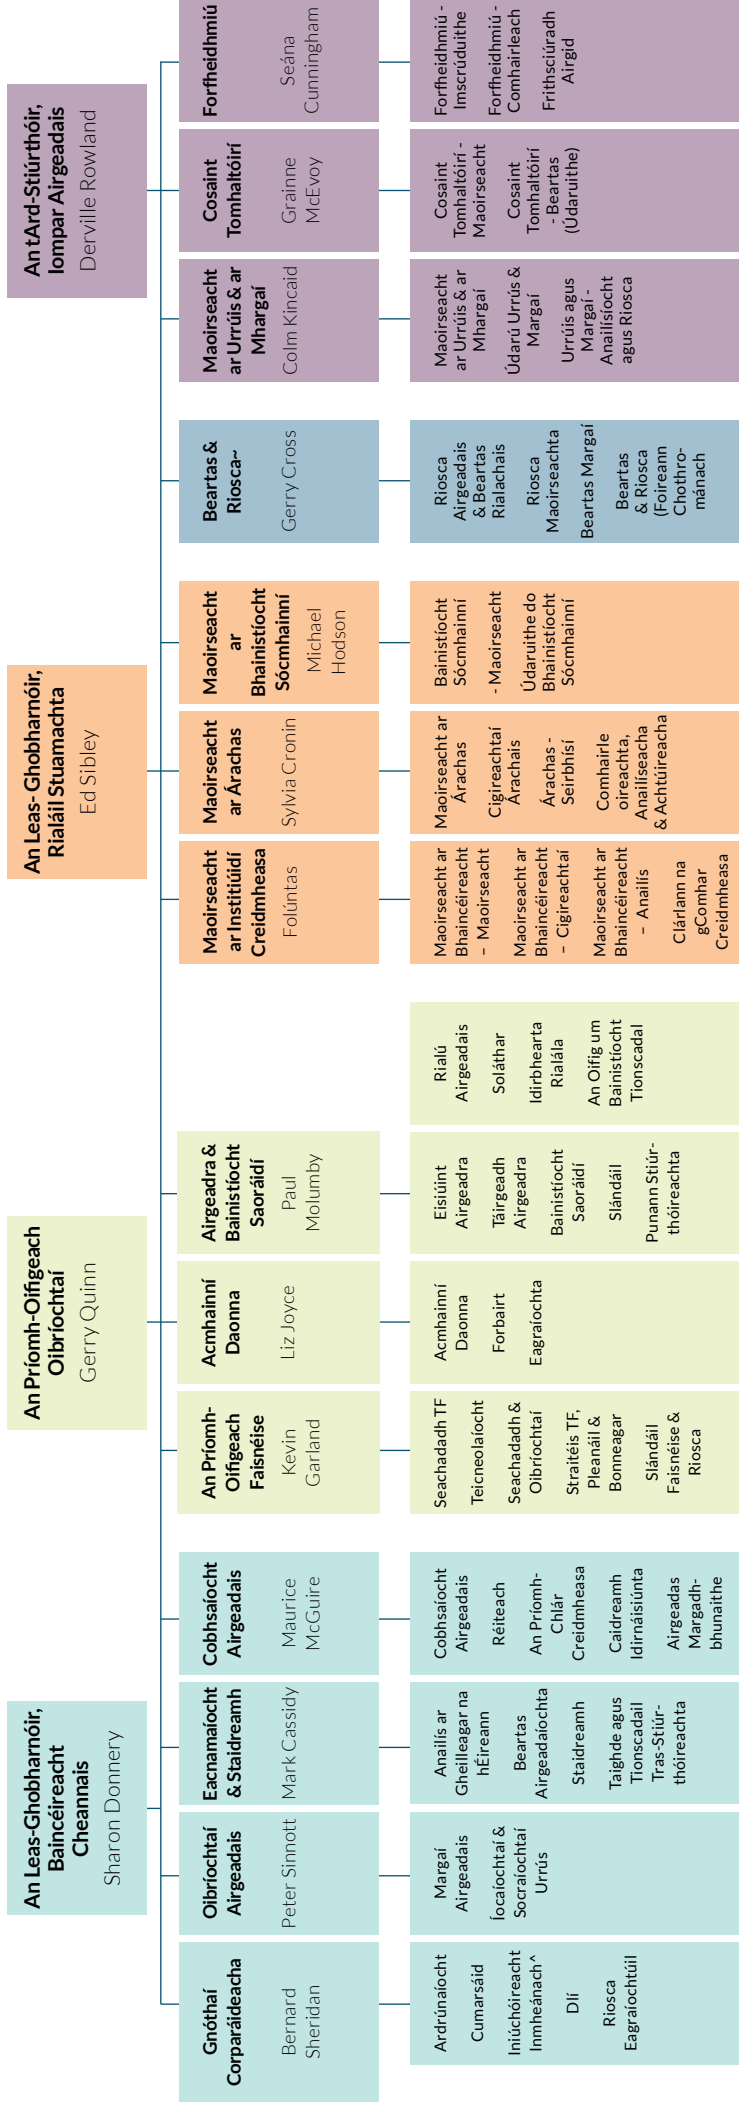 An Leas-Ghobharnóir,
Baincéireacht
Cheannais
Sharon Donnery
An Príomh-Oifigeach
Oibríochtaí
Gerry Quinn
An Leas- Ghobharnóir,
Rialáil Stuamachta
Ed Sibley
An tArd-Stiúrthóir,
Iompar Airgeadais
Derville Rowland
Gnóthaí
Corparáideacha
Bernard
Sheridan
Oibríochtaí
Airgeadais
Peter Sinnott
Eacnamaíocht
& Staidreamh
Mark Cassidy
Cobhsaíocht
Airgeadais
Maurice
McGuire
An Príomh-
Oifigeach
Faisnéise
Kevin
Garland
Acmhainní
Daonna
Liz Joyce
Airgeadra &
Bainistíocht
Saoráidí
Paul
Molumby
Maoirseacht
ar Institiúidí
Creidmheasa
Folúntas
Maoirseacht
ar Árachas
Sylvia Cronin
Maoirseacht
ar
Bhainistíocht
Sócmhainní
Michael
Hodson
Beartas &
Riosca~
Gerry Cross
Maoirseacht
ar Urrúis & ar
Mhargaí
Colm Kincaid
Cosaint
Tomhaltóirí
Grainne
McEvoy
Forfheidhmiú
Seána
Cunningham
Ardrúnaíocht
Cumarsáid
Iniúchóireacht
Inmheánach^
Dlí
Riosca
Eagraíochtúil
Margaí
Airgeadais
Íocaíochtaí &
Socraíochtaí
Urrús
Anailís ar
Gheilleagar na
hÉireann
Beartas
Airgeadaíochta
Staidreamh
Taighde agus
Tionscadail
Tras-Stiúr-
thóireachta
Cobhsaíocht
Airgeadais
Réiteach
An Príomh-
Chlár
Creidmheasa
Caidreamh
Idirnáisiúnta
Airgeadas
Margadh-
bhunaithe
Seachadadh TF
Teicneolaíocht
Seachadadh &
Oibríochtaí
Straitéis TF,
Pleanáil &
Bonneagar
Slándáil
Faisnéise &
Riosca
Acmhainní
Daonna
Forbairt
Eagraíochta
Eisiúint
Airgeadra
Táirgeadh
Airgeadra
Bainistíocht
Saoráidí
Slándáil
Punann Stiúr-
thóireachta
Rialú
Airgeadais
Soláthar
Idirbhearta
Rialála
An Oifig um
Bainistíocht
Tionscadal
Maoirseacht ar
Bhaincéireacht
– Maoirseacht
Maoirseacht ar
Bhaincéireacht
– Cigireachtaí
Maoirseacht ar
Bhaincéireacht
– Anailís
Clárlann na
gComhar
Creidmheasa
Maoirseacht ar
Árachas
Cigireachtaí
Árachais
Árachas -
Seirbhísí
Comhairle
oireachta,
Anailíseacha
& Achtúireacha
Bainistíocht
Sócmhainní
- Maoirseacht
Údaruithe do
Bhainistíocht
Sócmhainní
Riosca
Airgeadais
& Beartas
Rialachais
Riosca
Maoirseachta
Beartas Margaí
Beartas
& Riosca
(Foireann
Chothro-
mánach
Maoirseacht
ar Urrúis & ar
Mhargaí
Údarú Urrús &
Margaí
Urrúis agus
Margaí -
Anailísíocht
agus Riosca
Cosaint
Tomhaltóirí -
Maoirseacht
Cosaint
Tomhaltóirí
- Beartas
(Údaruithe)
Forfheidhmiú -
Imscrúduithe
Forfheidhmiú -
Comhairleach
Frithsciúradh
Airgid